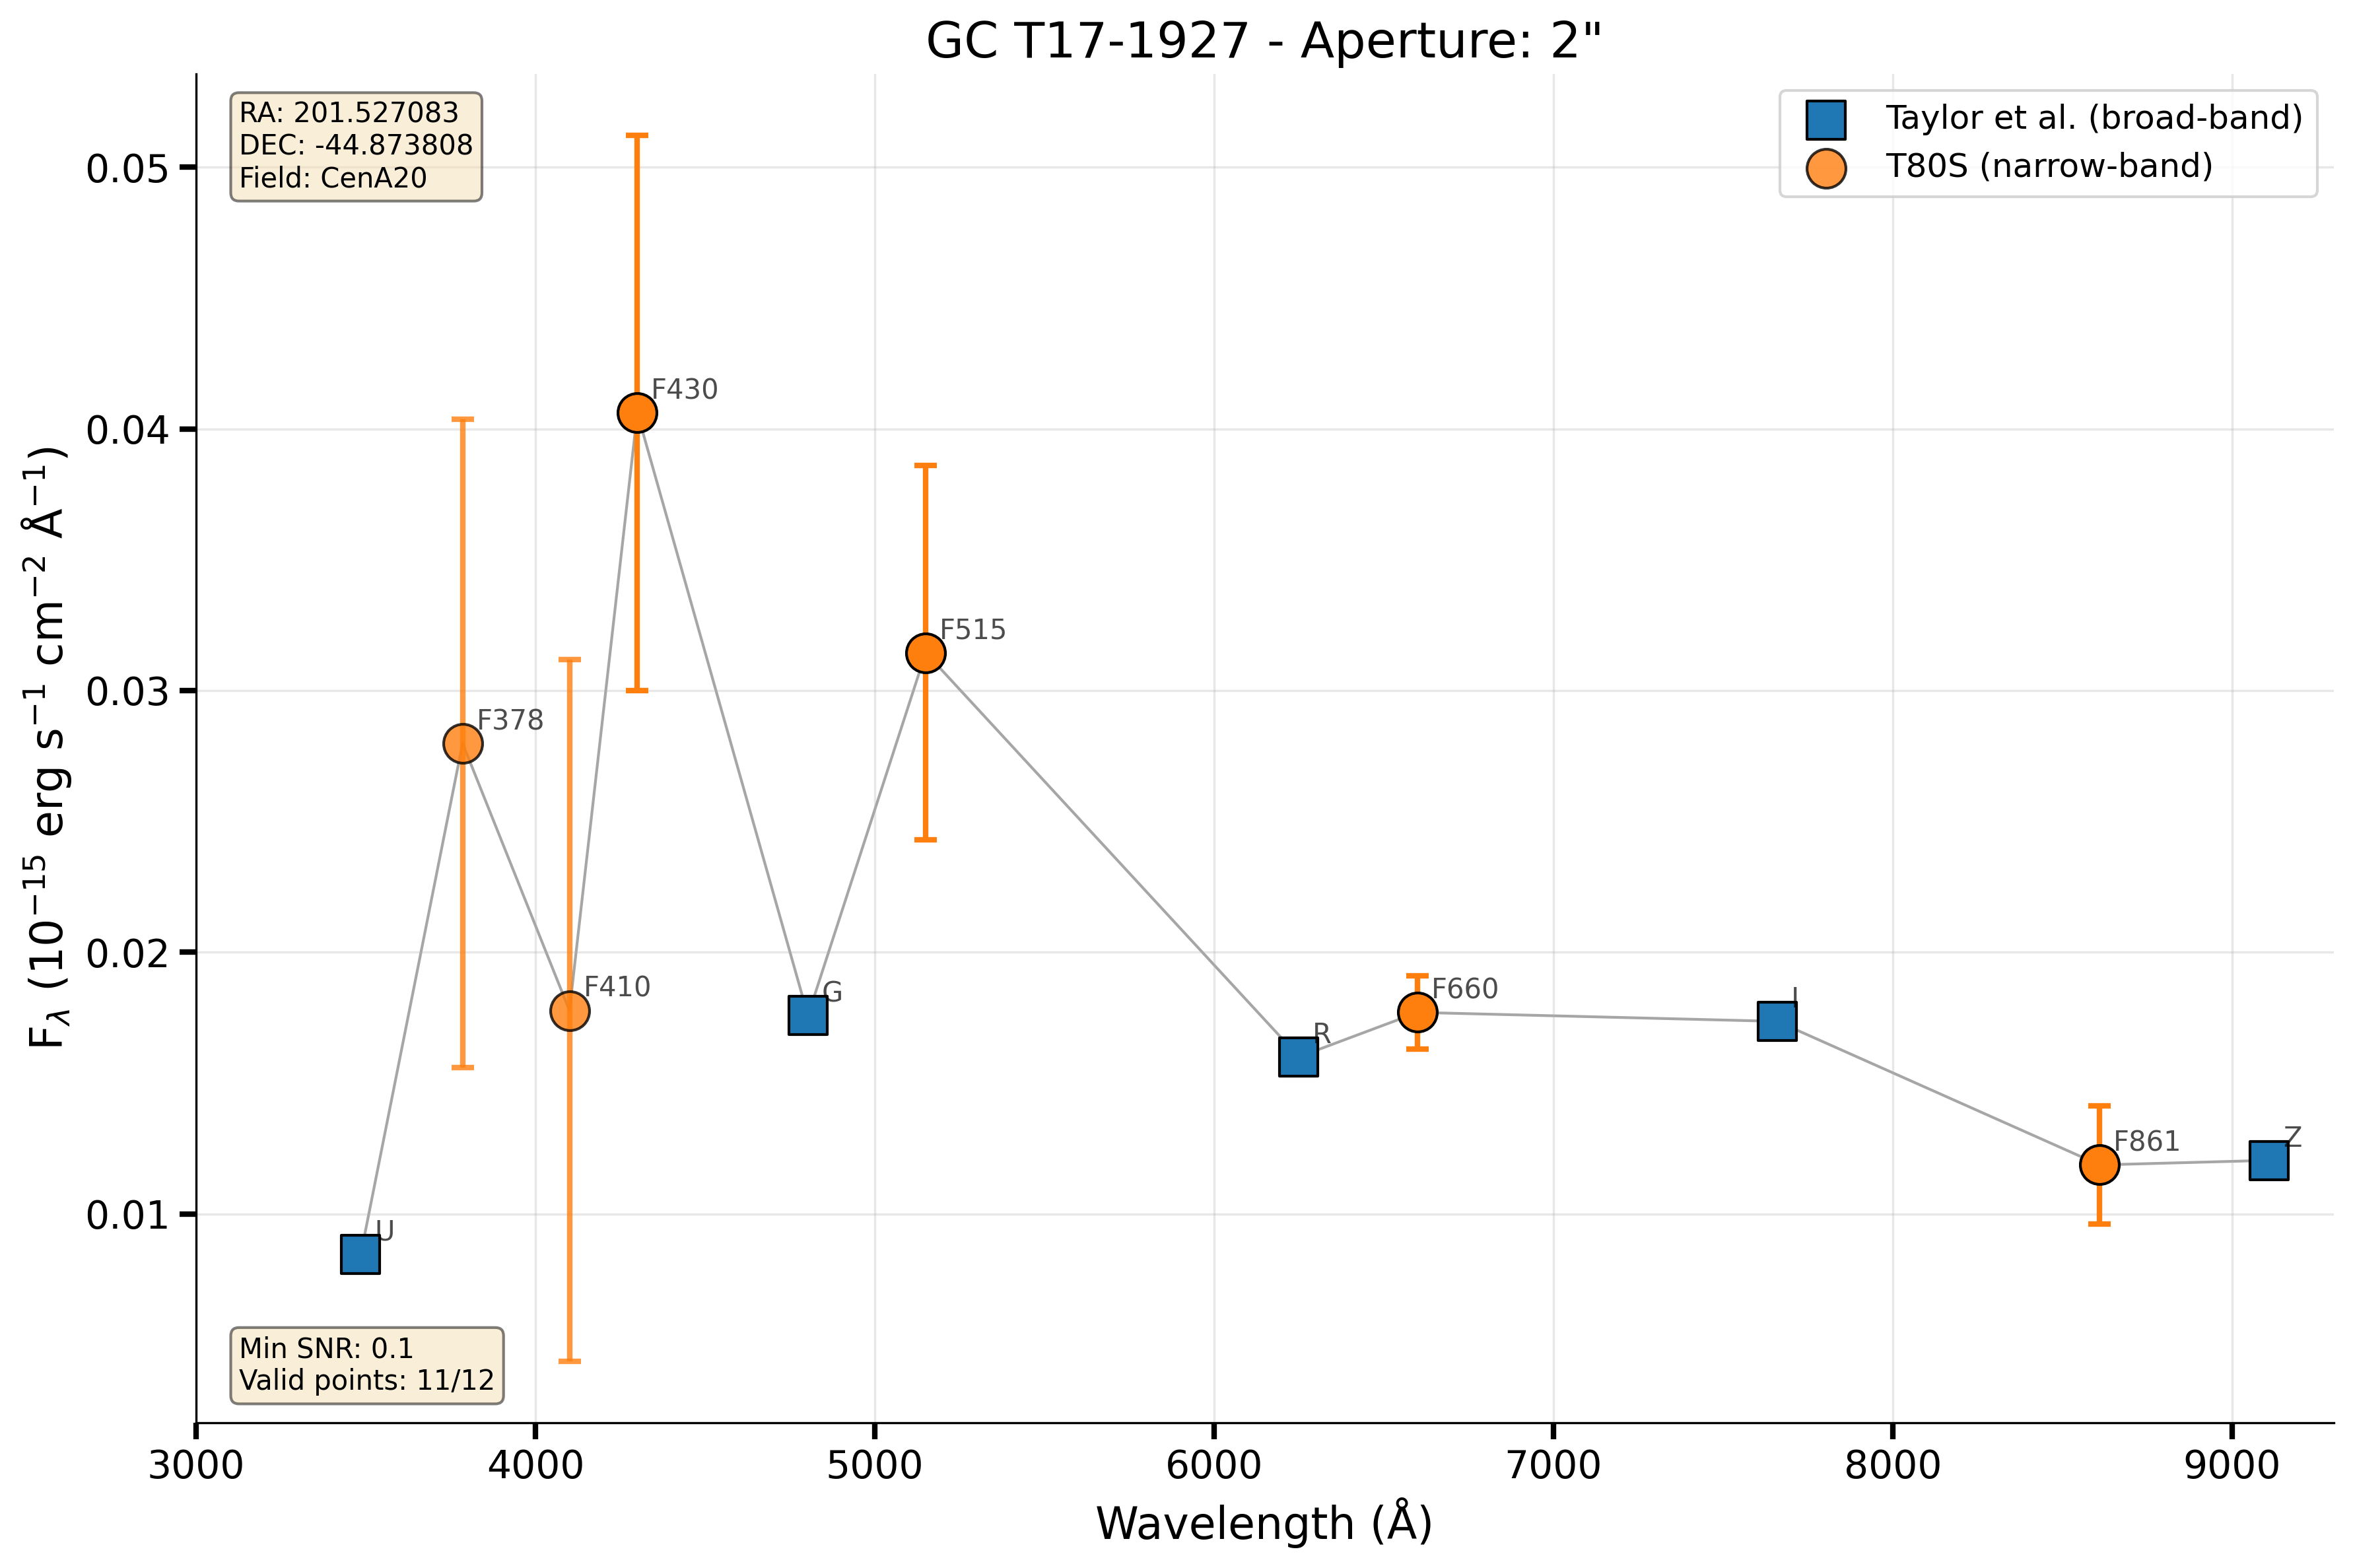 GC T17-1927 - Aperture: 2"
RA: 201.527083
DEC: -44.873808
Field: CenA20
Taylor et al. (broad-band)
T80S (narrow-band)
F_λ (10^−15 erg s^−1 cm^−2 Å^−1)
0.05
0.04
0.03
0.02
0.01
F430
F378
F515
F410
G
F660
I
R
F861
Z
U
Min SNR: 0.1
Valid points: 11/12
3000 4000 5000 6000 7000 8000 9000
Wavelength (Å)